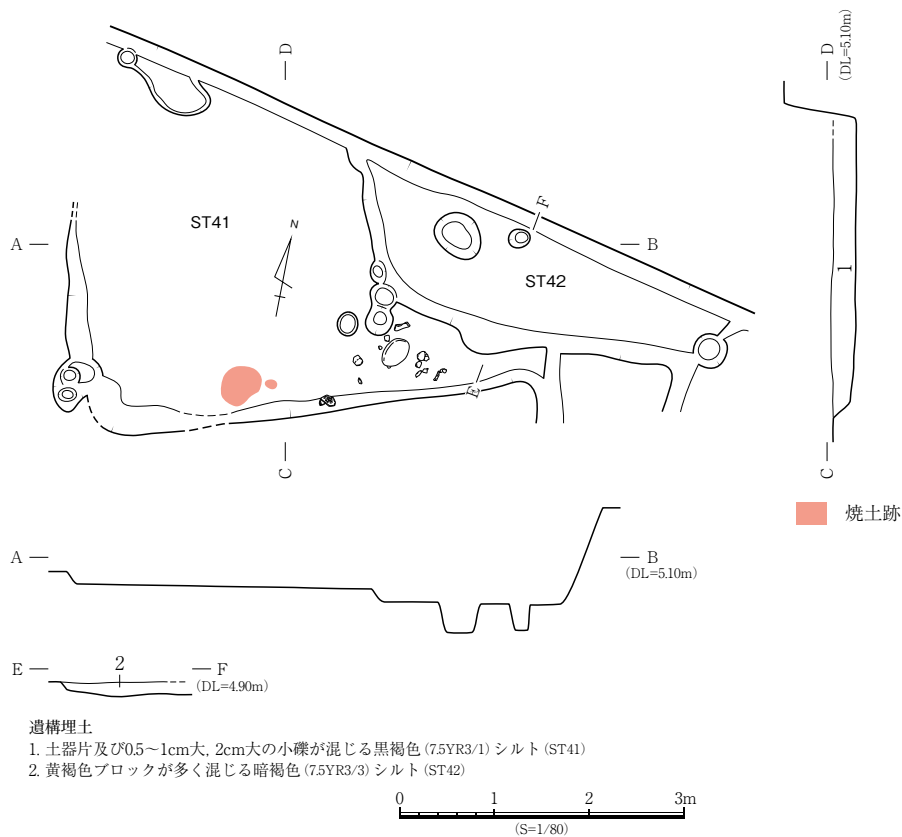 D
D
(DL=5.10m)
ST41
N
F
A
B
ST42
1
E
C
C
焼土跡
A
B
(DL=5.10m)
E
2
F
(DL=4.90m)
遺構埋土
1. 土器片及び0.5～1cm大, 2cm大の小礫が混じる黒褐色(7.5YR3/1)シルト(ST41)
2. 黄褐色ブロックが多く混じる暗褐色(7.5YR3/3)シルト(ST42)
0 1 2 3m
(S=1/80)